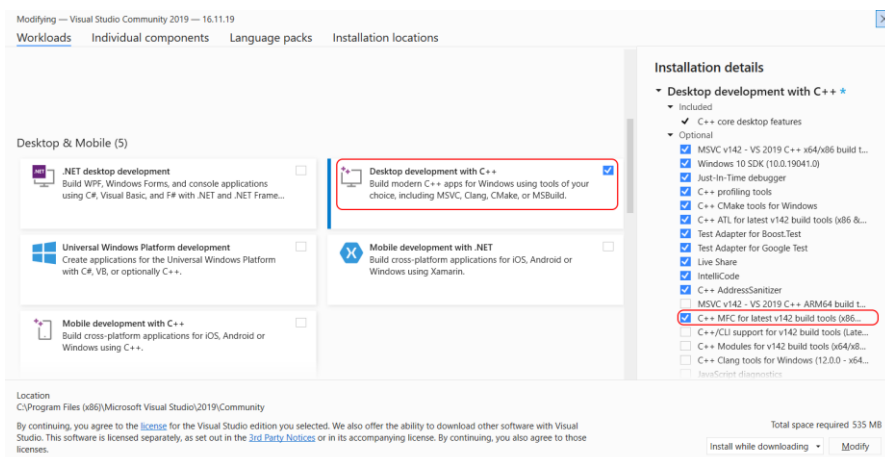 Modifying — Visual Studio Community 2019 — 16.11.19
Workloads Individual components Language packs Installation locations
Desktop & Mobile (5)
.NET desktop development
Build WPF, Windows Forms, and console applications
using C#, Visual Basic, and F# with .NET and .NET Frame...
Desktop development with C++
Build modern C++ apps for Windows using tools of your
choice, including MSVC, Clang, CMake, or MSBuild.
Universal Windows Platform development
Create applications for the Universal Windows Platform
with C#, VB, or optionally C++.
Mobile development with .NET
Build cross-platform applications for iOS, Android or
Windows using Xamarin.
Mobile development with C++
Build cross-platform applications for iOS, Android or
Windows using C++.
Installation details
Desktop development with C++ *
Included
C++ core desktop features
Optional
MSVC v142 - VS 2019 C++ x64/x86 build t...
Windows 10 SDK (10.0.19041.0)
Just-In-Time debugger
C++ profiling tools
C++ CMake tools for Windows
C++ ATL for latest v142 build tools (x86 &...
Test Adapter for Boost.Test
Test Adapter for Google Test
Live Share
IntelliCode
C++ AddressSanitizer
MSVC v142 - VS 2019 C++ ARM64 build t...
C++ MFC for latest v142 build tools (x86...
C++/CLI support for v142 build tools (Late...
C++ Modules for v142 build tools (x64/x8...
C++ Clang tools for Windows (12.0.0 - x64...
JavaScript diagnostics
Location
C:\Program Files (x86)\Microsoft Visual Studio\2019\Community
By continuing, you agree to the license for the Visual Studio edition you selected. We also offer the ability to download other software with Visual
Studio. This software is licensed separately, as set out in the 3rd Party Notices or in its accompanying license. By continuing, you also agree to those
licenses.
Total space required 535 MB
Install while downloading Modify